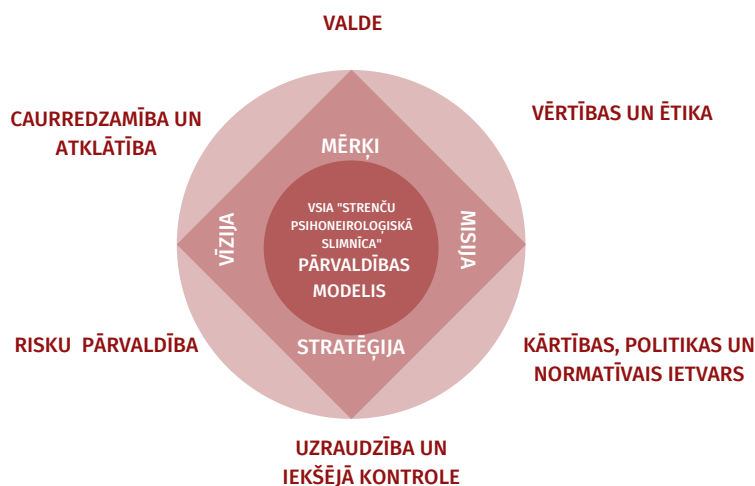 VALDE
CAURREDZAMĪBA UN
ATKLĀTĪBA
VĒRTĪBAS UN ĒTIKA
MĒRĶI
VĪZIJA
VSIA "STRENČU
PSIHONEIROLOĢISKĀ
SLIMNĪCA"
PĀRVALDĪBAS
MODELIS
MISIJA
STRATĒĢIJA
RISKU PĀRVALDĪBA
KĀRTĪBAS, POLITIKAS UN
NORMATĪVAIS IETVARS
UZRAUDZĪBA UN
IEKŠĒJĀ KONTROLE